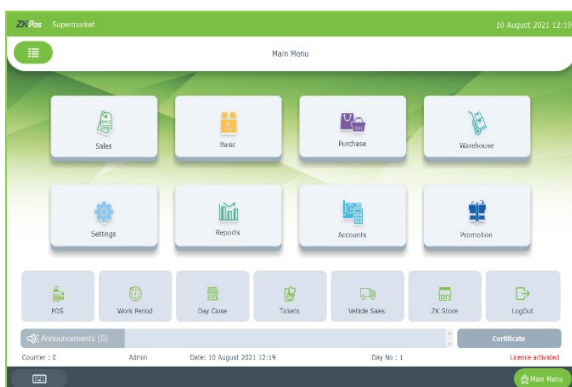 ZKPos Supermarket 10 August 2021 12:19
Main Menu
Sales Basic Purchase Warehouse
Settings Reports Accounts Promotion
POS Work Period Day Close Tickets Vehicle Sales ZK Store LogOut
Announcements (0) Certificate
Counter : 0 Admin Date: 10 August 2021 12:19 Day No : 1 Licence activated
Main Menu